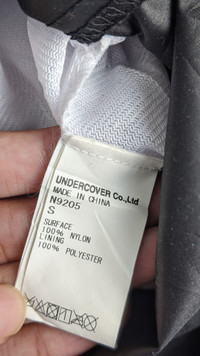 UNDERCOVER Co.,Ltd
MADE IN CHINA
N9205
S
SURFACE
100% NYLON
LINING
100% POLYESTER